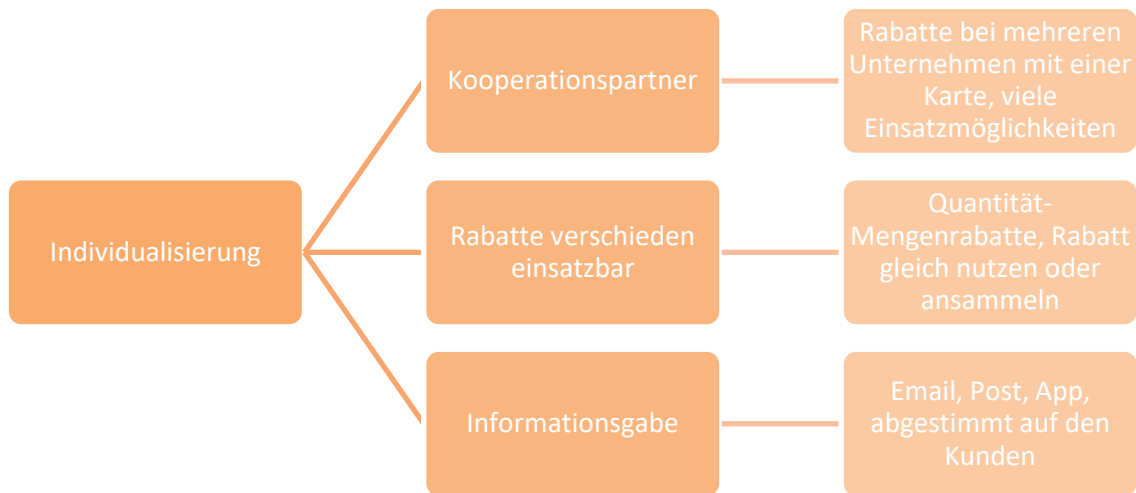 Individualisierung
Kooperationspartner
Rabatte bei mehreren
Unternehmen mit einer
Karte, viele
Einsatzmöglichkeiten
Rabatte verschieden
einsatzbar
Quantität-
Mengenrabatte, Rabatt
gleich nutzen oder
ansammeln
Informationsgabe
Email, Post, App,
abgestimmt auf den
Kunden